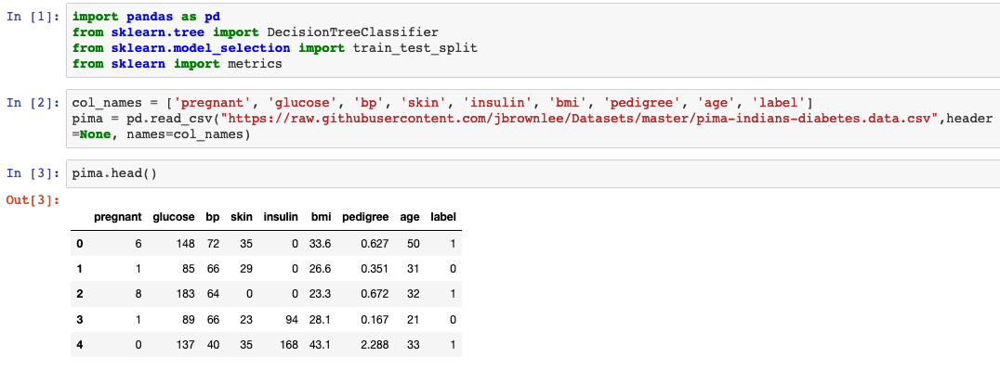 In [1]: import pandas as pd
from sklearn.tree import DecisionTreeClassifier
from sklearn.model_selection import train_test_split
from sklearn import metrics
In [2]: col_names = ['pregnant', 'glucose', 'bp', 'skin', 'insulin', 'bmi', 'pedigree', 'age', 'label']
pima = pd.read_csv("https://raw.githubusercontent.com/jbrownlee/Datasets/master/pima-indians-diabetes.data.csv",header
=None, names=col_names)
In [3]: pima.head()
Out[3]:
pregnant glucose bp skin insulin bmi pedigree age label
0 6 148 72 35 0 33.6 0.627 50 1
1 1 85 66 29 0 26.6 0.351 31 0
2 8 183 64 0 0 23.3 0.672 32 1
3 1 89 66 23 94 28.1 0.167 21 0
4 0 137 40 35 168 43.1 2.288 33 1